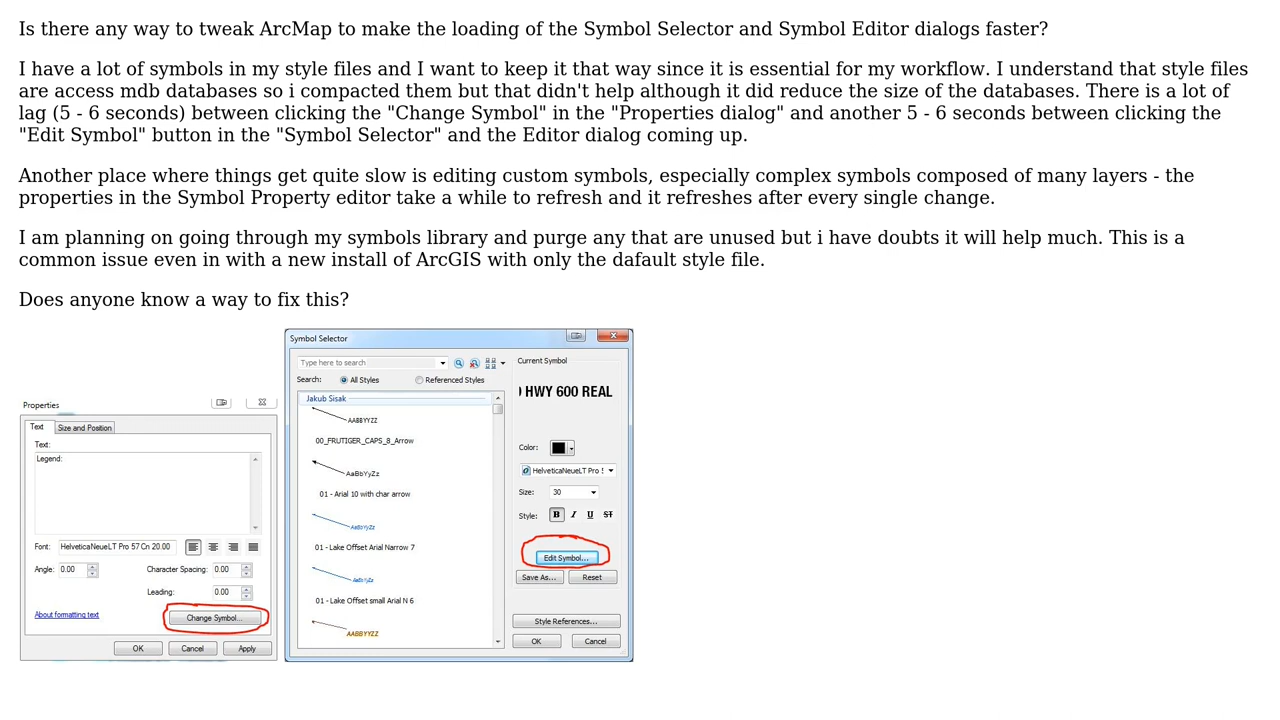 Is there any way to tweak ArcMap to make the loading of the Symbol Selector and Symbol Editor dialogs faster?
I have a lot of symbols in my style files and I want to keep it that way since it is essential for my workflow. I understand that style files
are access mdb databases so i compacted them but that didn't help although it did reduce the size of the databases. There is a lot of
lag (5 - 6 seconds) between clicking the "Change Symbol" in the "Properties dialog" and another 5 - 6 seconds between clicking the
"Edit Symbol" button in the "Symbol Selector" and the Editor dialog coming up.
Another place where things get quite slow is editing custom symbols, especially complex symbols composed of many layers - the
properties in the Symbol Property editor take a while to refresh and it refreshes after every single change.
I am planning on going through my symbols library and purge any that are unused but i have doubts it will help much. This is a
common issue even in with a new install of ArcGIS with only the dafault style file.
Does anyone know a way to fix this?
Properties
Text Size and Position
Text:
Legend:
Font: HelveticaNeueLT Pro 57 Cn 20.00
Angle: 0.00 Character Spacing: 0.00
Leading: 0.00
About formatting text
Change Symbol...
OK Cancel Apply
Symbol Selector
Type here to search
Search: All Styles Referenced Styles
Jakub Sisak
AABBYYZZ
00_FRUTIGER_CAPS_8_Arrow
AaBbYyZz
01 - Arial 10 with char arrow
AaBbYyZz
01 - Lake Offset Arial Narrow 7
AaBbYyZz
01 - Lake Offset small Arial N 6
AABBYYZZ
Current Symbol
) HWY 600 REAL
Color:
HelveticaNeueLT Pro 5
Size: 30
Style: B I U ST
Edit Symbol...
Save As... Reset
Style References...
OK Cancel